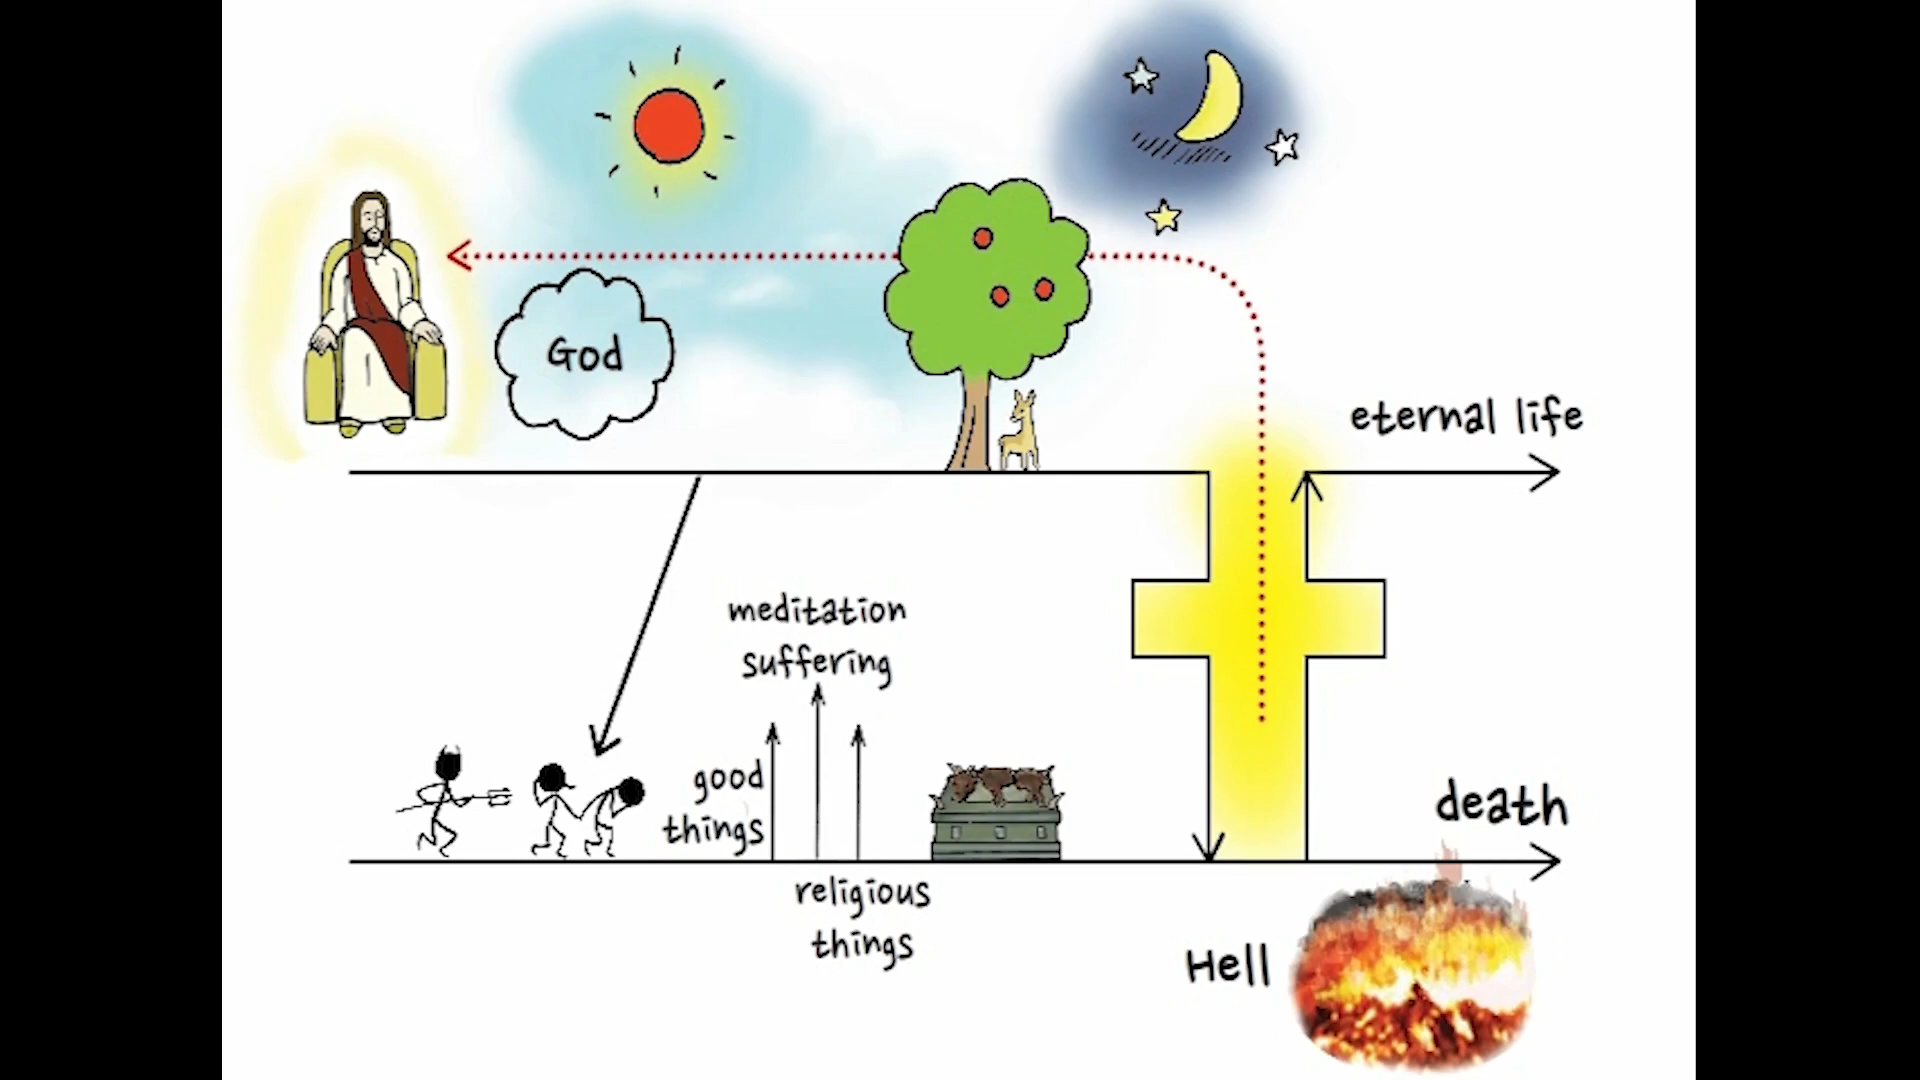 God
eternal life
meditation
suffering
good
things
religious
things
death
Hell